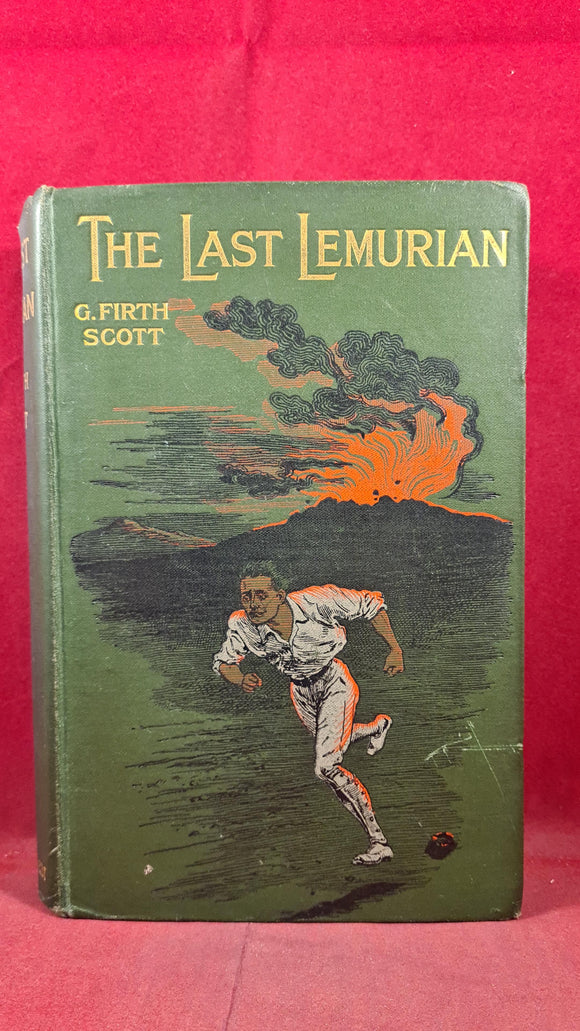 THE LAST LEMURIAN
G. FIRTH
SCOTT